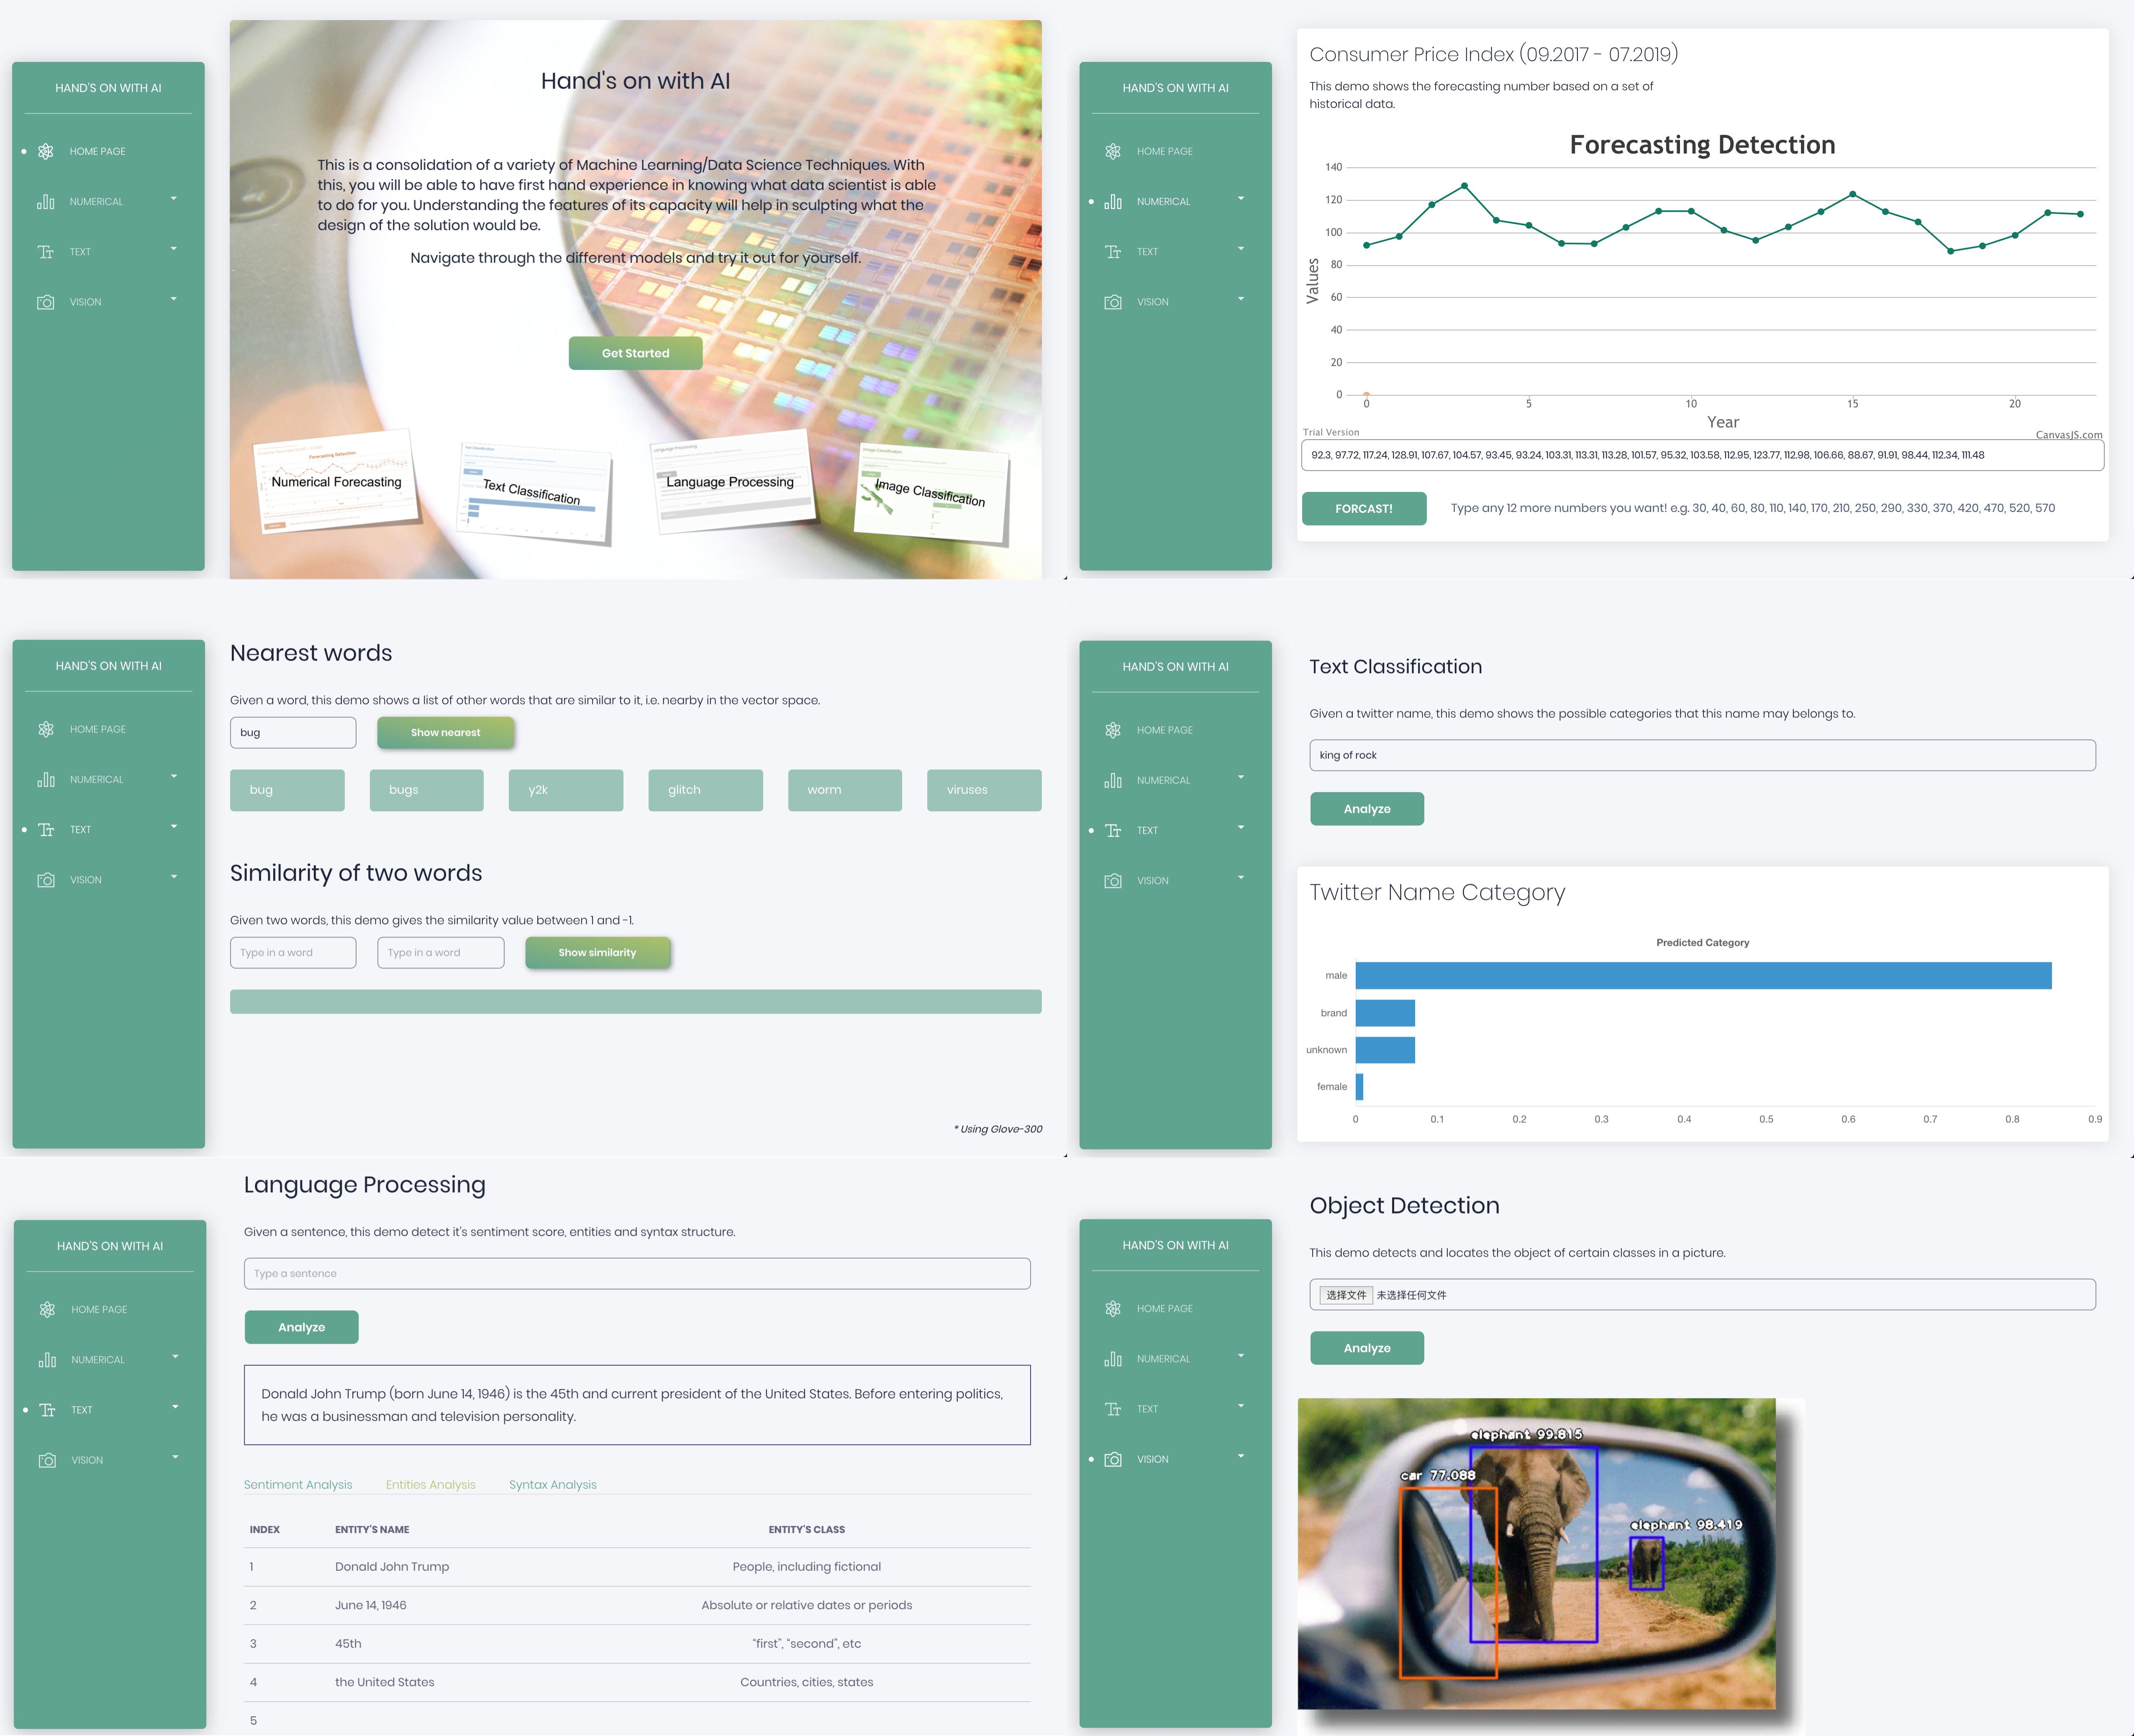 HAND'S ON WITH AI
HOME PAGE
NUMERICAL
TEXT
VISION
Hand's on with AI
This is a consolidation of a variety of Machine Learning/Data Science Techniques. With
this, you will be able to have first hand experience in knowing what data scientist is able
to do for you. Understanding the features of its capacity will help in sculpting what the
design of the solution would be.
Navigate through the different models and try it out for yourself.
Get Started
Numerical Forecasting
Text Classification
Language Processing
Image Classification
HAND'S ON WITH AI
HOME PAGE
NUMERICAL
TEXT
VISION
Consumer Price Index (09.2017 - 07.2019)
This demo shows the forecasting number based on a set of
historical data.
Forecasting Detection
140
120
100
80
60
40
20
0
Values
0 5 10 15 20
Year
Trial Version
CanvasJS.com
92.3, 97.72, 117.24, 128.91, 107.67, 104.57, 93.45, 93.24, 103.31, 113.31, 113.28, 101.57, 95.32, 103.58, 112.95, 123.77, 112.98, 106.66, 88.67, 91.91, 98.44, 112.34, 111.48
FORCAST!
Type any 12 more numbers you want! e.g. 30, 40, 60, 80, 110, 140, 170, 210, 250, 290, 330, 370, 420, 470, 520, 570
HAND'S ON WITH AI
HOME PAGE
NUMERICAL
TEXT
VISION
Nearest words
Given a word, this demo shows a list of other words that are similar to it, i.e. nearby in the vector space.
bug
Show nearest
bug bugs y2k glitch worm viruses
Similarity of two words
Given two words, this demo gives the similarity value between 1 and -1.
Type in a word
Type in a word
Show similarity
* Using Glove-300
HAND'S ON WITH AI
HOME PAGE
NUMERICAL
TEXT
VISION
Text Classification
Given a twitter name, this demo shows the possible categories that this name may belongs to.
king of rock
Analyze
Twitter Name Category
Predicted Category
male
brand
unknown
female
0 0.1 0.2 0.3 0.4 0.5 0.6 0.7 0.8 0.9
HAND'S ON WITH AI
HOME PAGE
NUMERICAL
TEXT
VISION
Language Processing
Given a sentence, this demo detect it's sentiment score, entities and syntax structure.
Type a sentence
Analyze
Donald John Trump (born June 14, 1946) is the 45th and current president of the United States. Before entering politics,
he was a businessman and television personality.
Sentiment Analysis Entities Analysis Syntax Analysis
INDEX ENTITY'S NAME ENTITY'S CLASS
1 Donald John Trump People, including fictional
2 June 14, 1946 Absolute or relative dates or periods
3 45th "first", "second", etc
4 the United States Countries, cities, states
5
HAND'S ON WITH AI
HOME PAGE
NUMERICAL
TEXT
VISION
Object Detection
This demo detects and locates the object of certain classes in a picture.
选择文件 未选择任何文件
Analyze
elephant 99.815
car 77.088
elephant 98.419